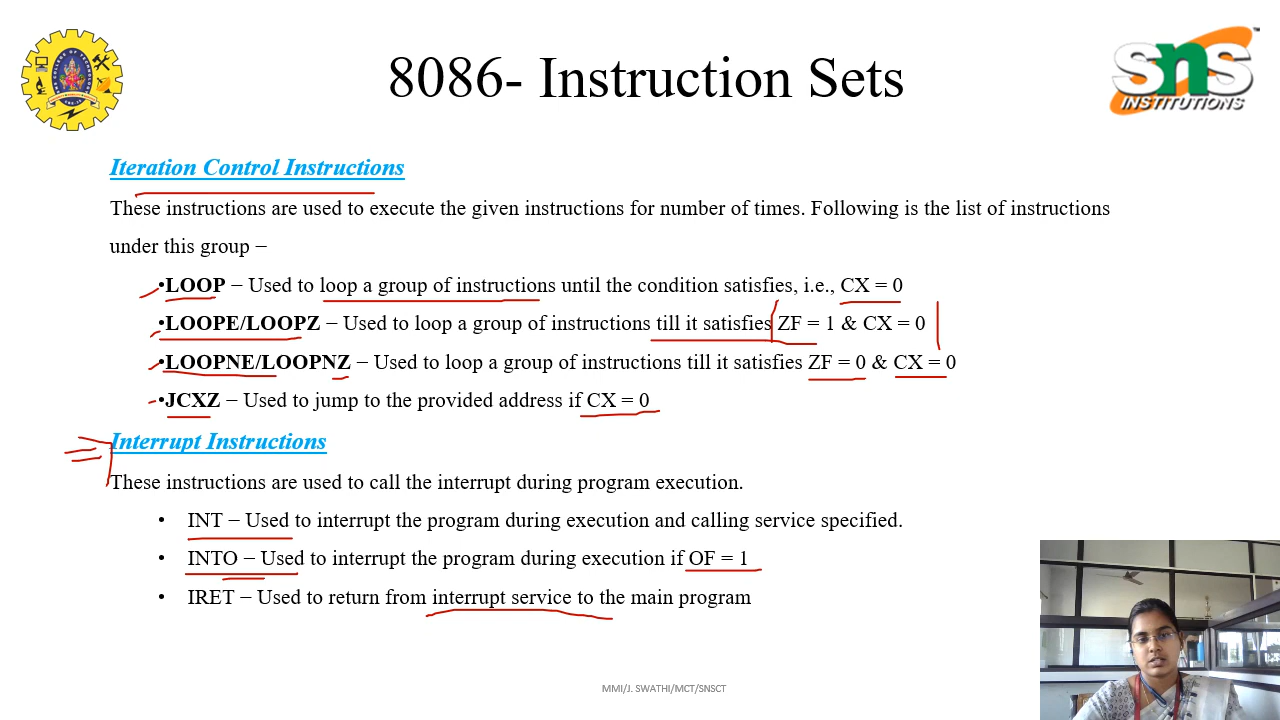 8086- Instruction Sets
SNS
INSTITUTIONS
Iteration Control Instructions
These instructions are used to execute the given instructions for number of times. Following is the list of instructions
under this group −
•LOOP − Used to loop a group of instructions until the condition satisfies, i.e., CX = 0
•LOOPE/LOOPZ − Used to loop a group of instructions till it satisfies ZF = 1 & CX = 0
•LOOPNE/LOOPNZ − Used to loop a group of instructions till it satisfies ZF = 0 & CX = 0
•JCXZ − Used to jump to the provided address if CX = 0
Interrupt Instructions
These instructions are used to call the interrupt during program execution.
• INT − Used to interrupt the program during execution and calling service specified.
• INTO − Used to interrupt the program during execution if OF = 1
• IRET − Used to return from interrupt service to the main program
MMI/J. SWATHI/MCT/SNSCT